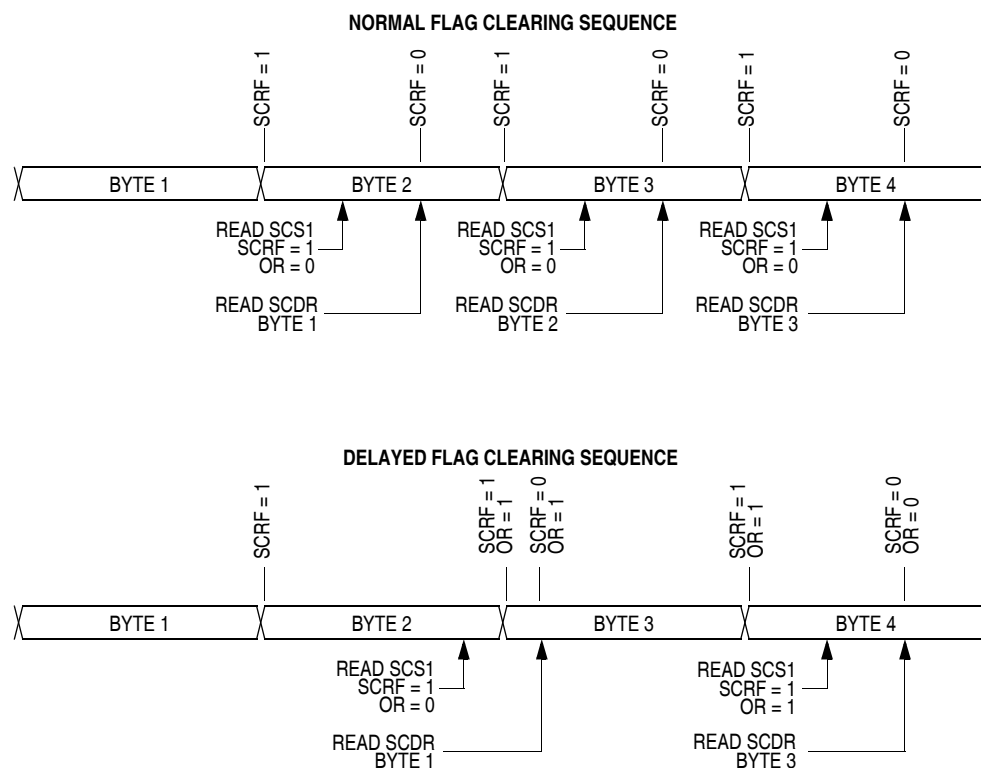 NORMAL FLAG CLEARING SEQUENCE
SCRF = 1
SCRF = 0
SCRF = 1
SCRF = 0
SCRF = 1
SCRF = 0
BYTE 1
BYTE 2
BYTE 3
BYTE 4
READ SCS1
SCRF = 1
OR = 0
READ SCS1
SCRF = 1
OR = 0
READ SCS1
SCRF = 1
OR = 0
READ SCDR
BYTE 1
READ SCDR
BYTE 2
READ SCDR
BYTE 3
DELAYED FLAG CLEARING SEQUENCE
SCRF = 1
SCRF = 1
OR = 1
SCRF = 0
OR = 1
SCRF = 1
OR = 1
SCRF = 0
OR = 0
BYTE 1
BYTE 2
BYTE 3
BYTE 4
READ SCS1
SCRF = 1
OR = 0
READ SCS1
SCRF = 1
OR = 1
READ SCDR
BYTE 1
READ SCDR
BYTE 3